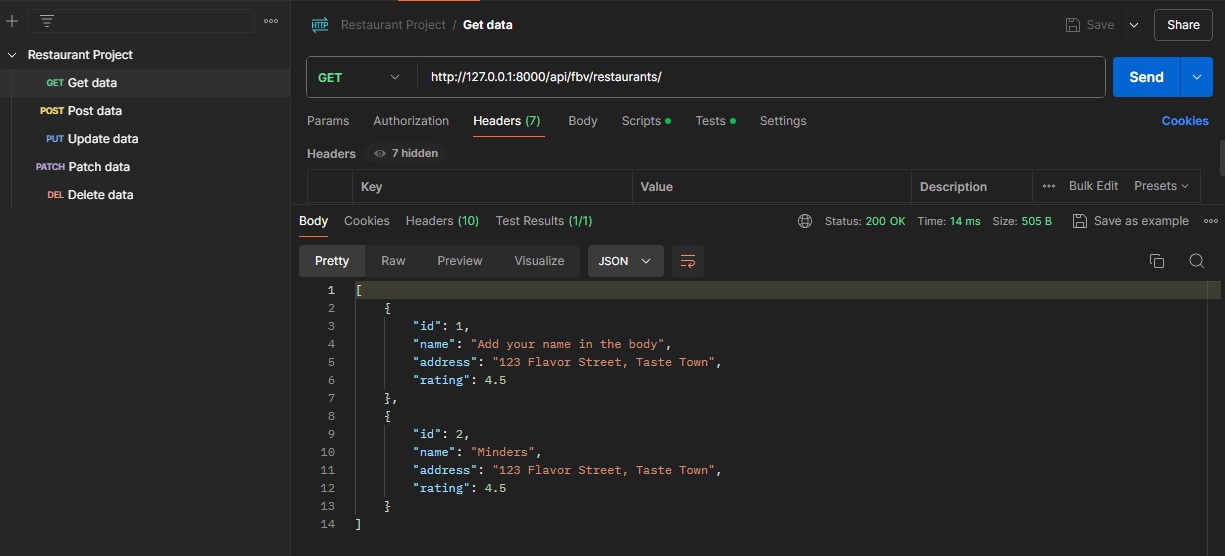 Restaurant Project / Get data
Save
Share
Restaurant Project
GET Get data
POST Post data
PUT Update data
PATCH Patch data
DEL Delete data
GET
http://127.0.0.1:8000/api/fbv/restaurants/
Send
Params Authorization Headers (7) Body Scripts Tests Settings
Cookies
Headers 7 hidden
Key Value Description Bulk Edit Presets
Body Cookies Headers (10) Test Results (1/1)
Status: 200 OK Time: 14 ms Size: 505 B Save as example
Pretty Raw Preview Visualize JSON
1 [
2 {
3 "id": 1,
4 "name": "Add your name in the body",
5 "address": "123 Flavor Street, Taste Town",
6 "rating": 4.5
7 },
8 {
9 "id": 2,
10 "name": "Minders",
11 "address": "123 Flavor Street, Taste Town",
12 "rating": 4.5
13 }
14 ]